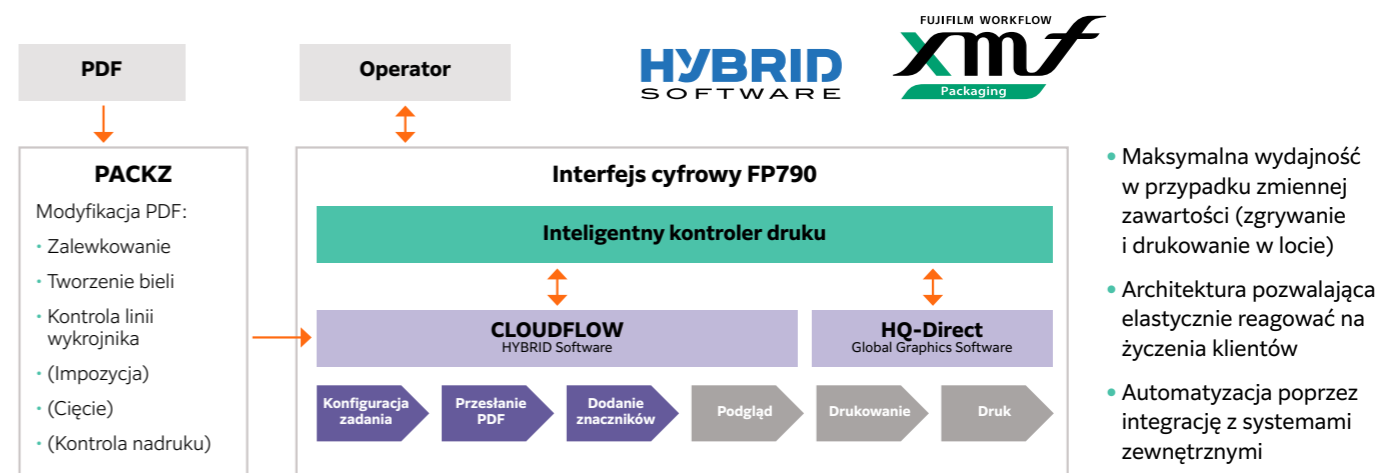 PDF
Operator
HYBRID
SOFTWARE
FUJIFILM WORKFLOW
xmf
Packaging
PACKZ
Modyfikacja PDF:
· Zalewkowanie
· Tworzenie bieli
· Kontrola linii
wykrojnika
· (Impozycja)
· (Cięcie)
· (Kontrola nadruku)
Interfejs cyfrowy FP790
Inteligentny kontroler druku
CLOUDFLOW
HYBRID Software
HQ-Direct
Global Graphics Software
Konfiguracja
zadania
Przesłanie
PDF
Dodanie
znaczników
Podgląd
Drukowanie
Druk
• Maksymalna wydajność
w przypadku zmiennej
zawartości (zgrywanie
i drukowanie w locie)
• Architektura pozwalająca
elastycznie reagować na
życzenia klientów
• Automatyzacja poprzez
integrację z systemami
zewnętrznymi